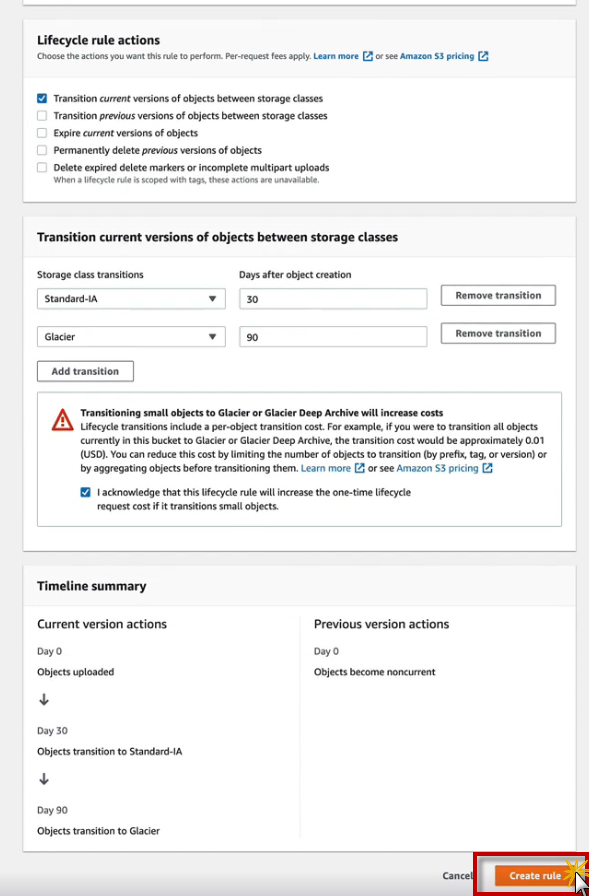 Lifecycle rule actions
Choose the actions you want this rule to perform. Per-request fees apply. Learn more or see Amazon S3 pricing
Transition current versions of objects between storage classes
Transition previous versions of objects between storage classes
Expire current versions of objects
Permanently delete previous versions of objects
Delete expired delete markers or incomplete multipart uploads
When a lifecycle rule is scoped with tags, these actions are unavailable.
Transition current versions of objects between storage classes
Storage class transitions Days after object creation
Standard-IA 30 Remove transition
Glacier 90 Remove transition
Add transition
Transitioning small objects to Glacier or Glacier Deep Archive will increase costs
Lifecycle transitions include a per-object transition cost. For example, if you were to transition all objects
currently in this bucket to Glacier or Glacier Deep Archive, the transition cost would be approximately 0.01
(USD). You can reduce this cost by limiting the number of objects to transition (by prefix, tag, or version) or
by aggregating objects before transitioning them. Learn more or see Amazon S3 pricing
I acknowledge that this lifecycle rule will increase the one-time lifecycle
request cost if it transitions small objects.
Timeline summary
Current version actions Previous version actions
Day 0 Day 0
Objects uploaded Objects become noncurrent
Day 30
Objects transition to Standard-IA
Day 90
Objects transition to Glacier
Cancel Create rule